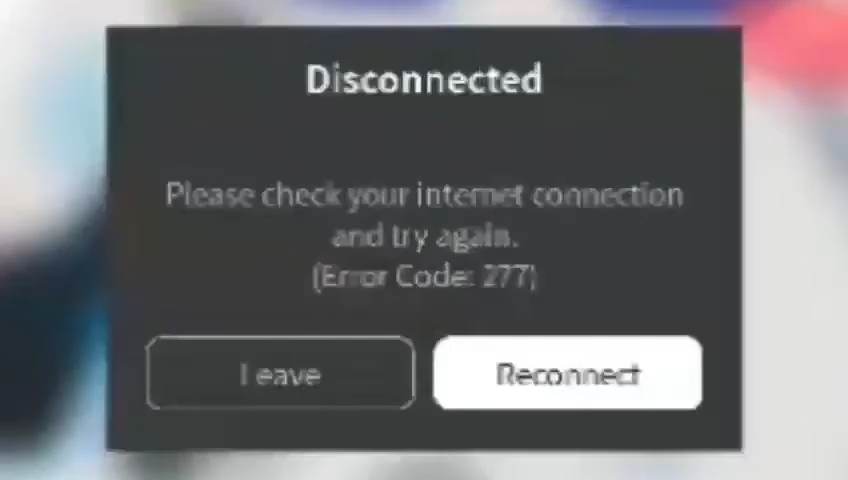 Disconnected
Please check your internet connection
and try again.
(Error Code: 277)
Leave
Reconnect